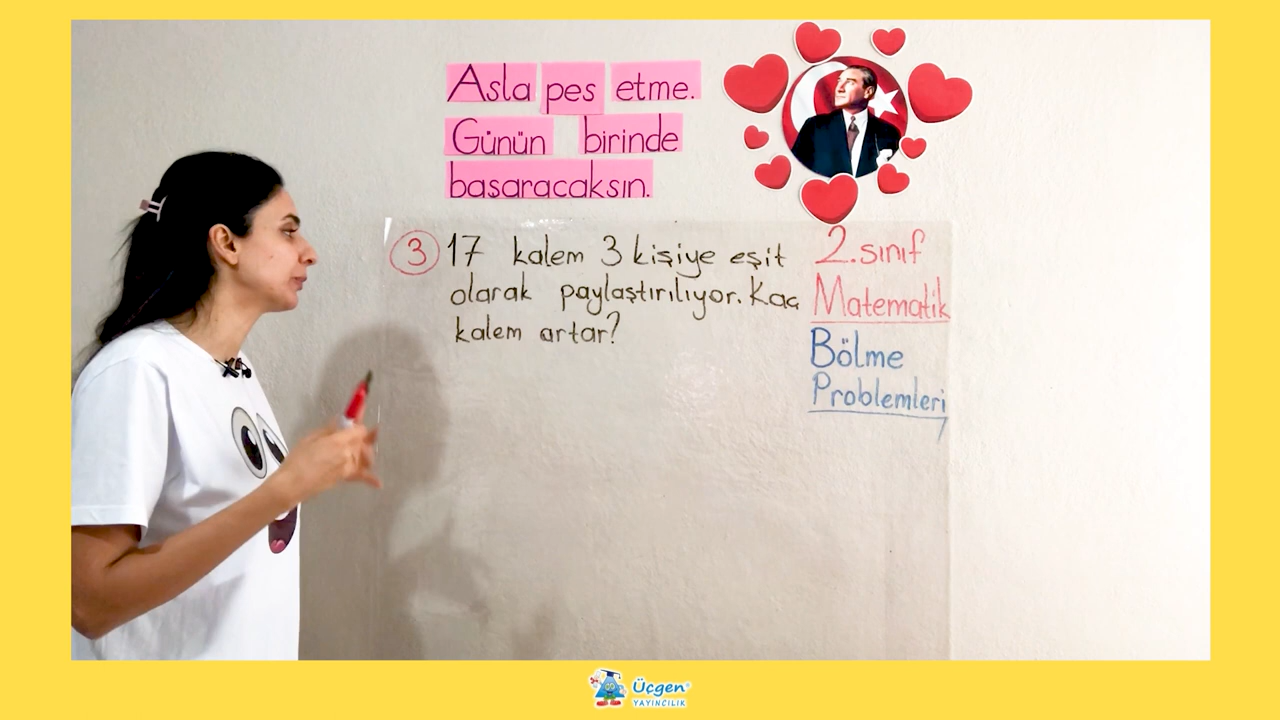 Asla pes etme.
Günün birinde
başaracaksın.
3 17 kalem 3 kişiye eşit
olarak paylaştırılıyor. Kaç
kalem artar?
2. sınıf
Matematik
Bölme
Problemleri
Üçgen
YAYINCILIK